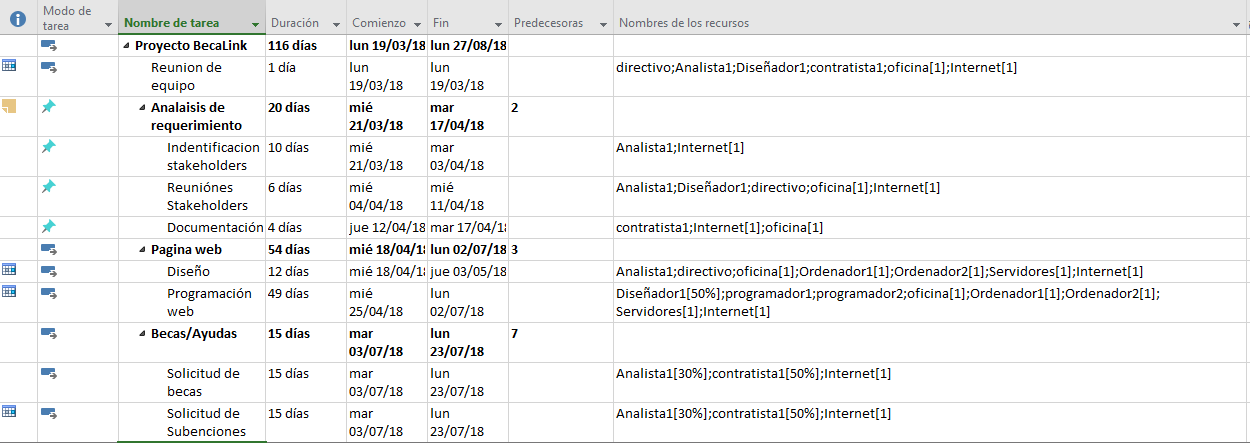 Modo de tarea Nombre de tarea Duración Comienzo Fin Predecesoras Nombres de los recursos
Proyecto BecaLink 116 días lun 19/03/18 lun 27/08/18
Reunion de equipo 1 día lun 19/03/18 lun 19/03/18 directivo;Analista1;Diseñador1;contratista1;oficina[1];Internet[1]
Analaisis de requerimiento 20 días mié 21/03/18 mar 17/04/18 2
Indentificacion stakeholders 10 días mié 21/03/18 mar 03/04/18 Analista1;Internet[1]
Reuniónes Stakeholders 6 días mié 04/04/18 mié 11/04/18 Analista1;Diseñador1;directivo;oficina[1];Internet[1]
Documentación 4 días jue 12/04/18 mar 17/04/18 contratista1;Internet[1];oficina[1]
Pagina web 54 días mié 18/04/18 lun 02/07/18 3
Diseño 12 días mié 18/04/18 jue 03/05/18 Analista1;directivo;oficina[1];Ordenador1[1];Ordenador2[1];Servidores[1];Internet[1]
Programación web 49 días mié 25/04/18 lun 02/07/18 Diseñador1[50%];programador1;programador2;oficina[1];Ordenador1[1];Ordenador2[1];Servidores[1];Internet[1]
Becas/Ayudas 15 días mar 03/07/18 lun 23/07/18 7
Solicitud de becas 15 días mar 03/07/18 lun 23/07/18 Analista1[30%];contratista1[50%];Internet[1]
Solicitud de Subenciones 15 días mar 03/07/18 lun 23/07/18 Analista1[30%];contratista1[50%];Internet[1]